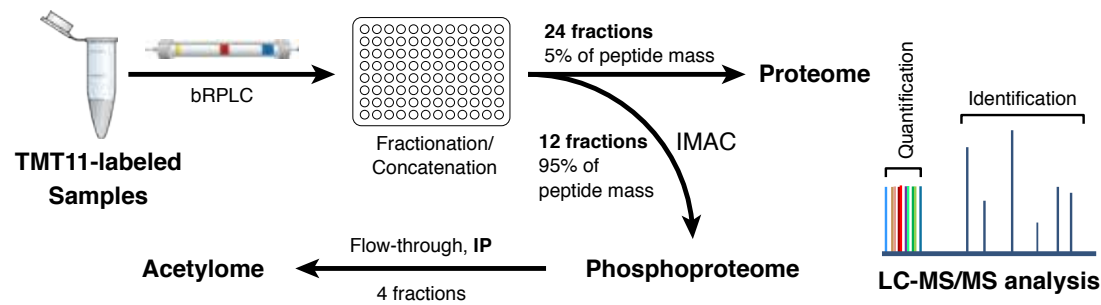 TMT11-labeled
Samples
bRPLC
Fractionation/
Concatenation
24 fractions
5% of peptide mass
Proteome
12 fractions
95% of
peptide mass
IMAC
Phosphoproteome
Flow-through, IP
4 fractions
Acetylome
Quantification
Identification
LC-MS/MS analysis